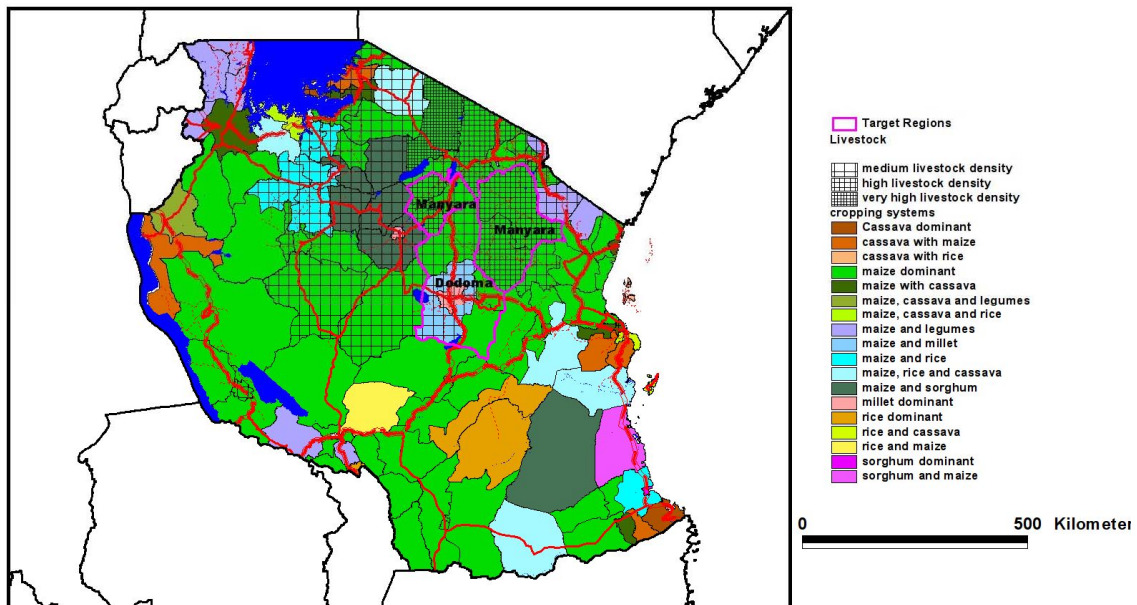 Manyara
Manyara
Dodoma
Target Regions
Livestock
medium livestock density
high livestock density
very high livestock density
cropping systems
Cassava dominant
cassava with maize
cassava with rice
maize dominant
maize with cassava
maize, cassava and legumes
maize, cassava and rice
maize and legumes
maize and millet
maize and rice
maize, rice and cassava
maize and sorghum
millet dominant
rice dominant
rice and cassava
rice and maize
sorghum dominant
sorghum and maize
0 500 Kilometer